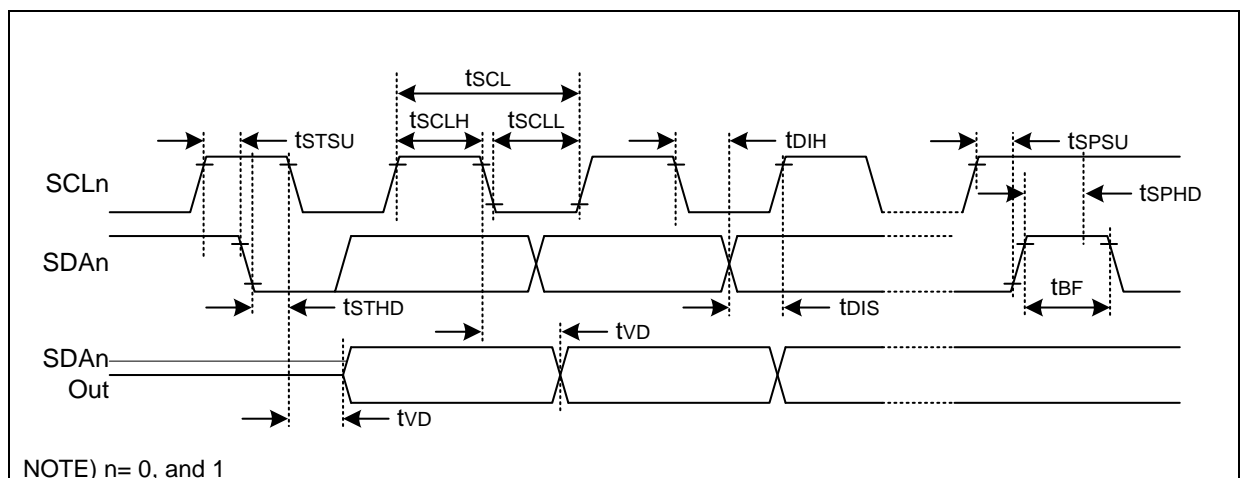 tSCL
tSCLH tSCLL
tSTSU tDIH tSPSU
SCLn
tSPHD
SDAn
tBF
tSTHD tDIS
tVD
SDAn
Out
tVD
NOTE) n= 0, and 1